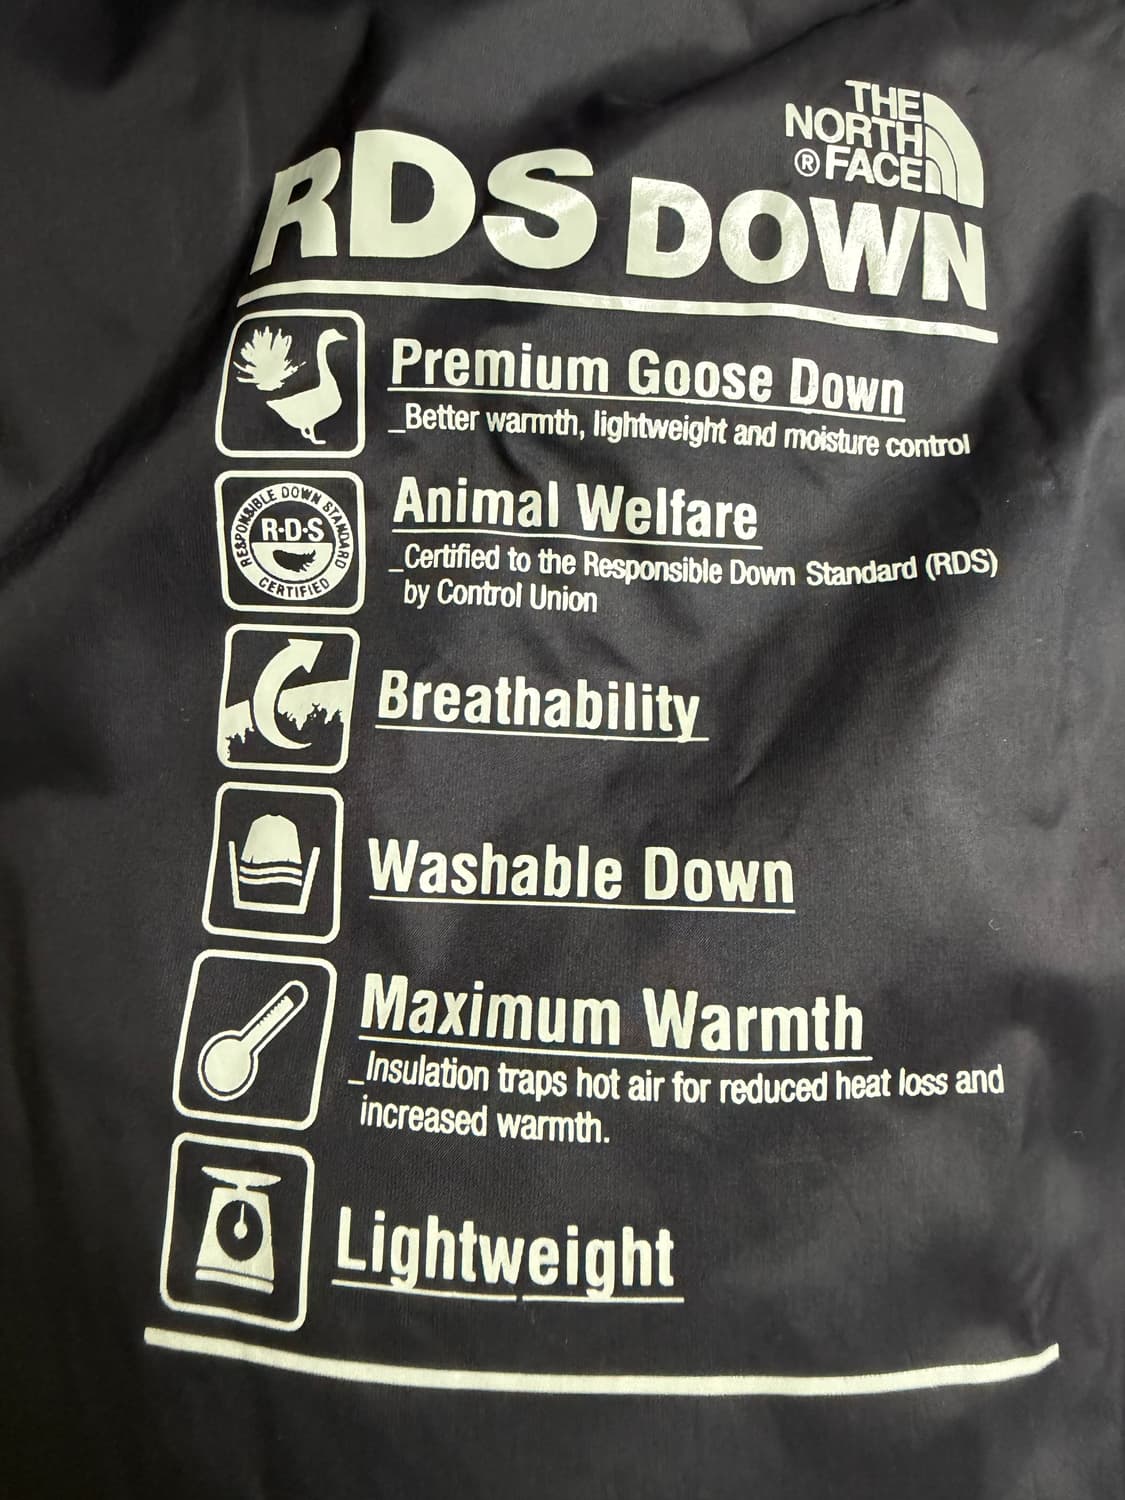 THE
NORTH
® FACE
RDS DOWN
Premium Goose Down
_Better warmth, lightweight and moisture control
RESPONSIBLE DOWN STANDARD
R·D·S
CERTIFIED
Animal Welfare
_Certified to the Responsible Down Standard (RDS)
by Control Union
Breathability
Washable Down
Maximum Warmth
_Insulation traps hot air for reduced heat loss and
increased warmth.
Lightweight